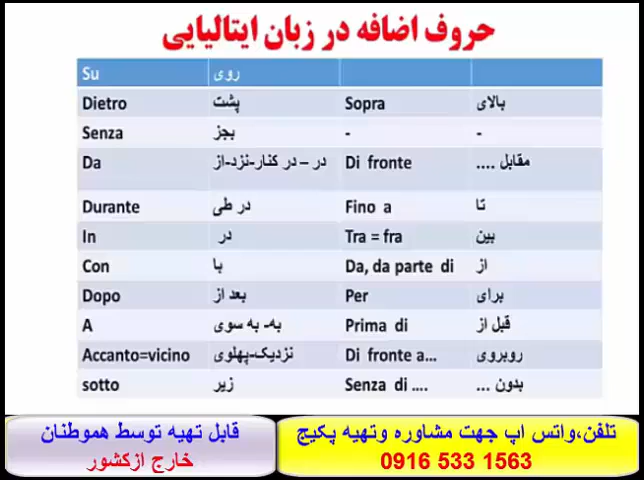 حروف اضافه در زبان ایتالیایی
Su روی
Dietro پشت Sopra بالای
Senza بجز - -
Da در – در کنار-نزد-از Di fronte مقابل ....
Durante در طی Fino a تا
In در Tra = fra بین
Con با Da, da parte di از
Dopo بعد از Per برای
A به- به سوی Prima di قبل از
Accanto=vicino نزدیک-پهلوی Di fronte a... روبروی
sotto زیر Senza di .... بدون ...
قابل تهیه توسط هموطنان
خارج ازکشور
تلفن،واتس اپ جهت مشاوره وتهیه پکیج
0916 533 1563